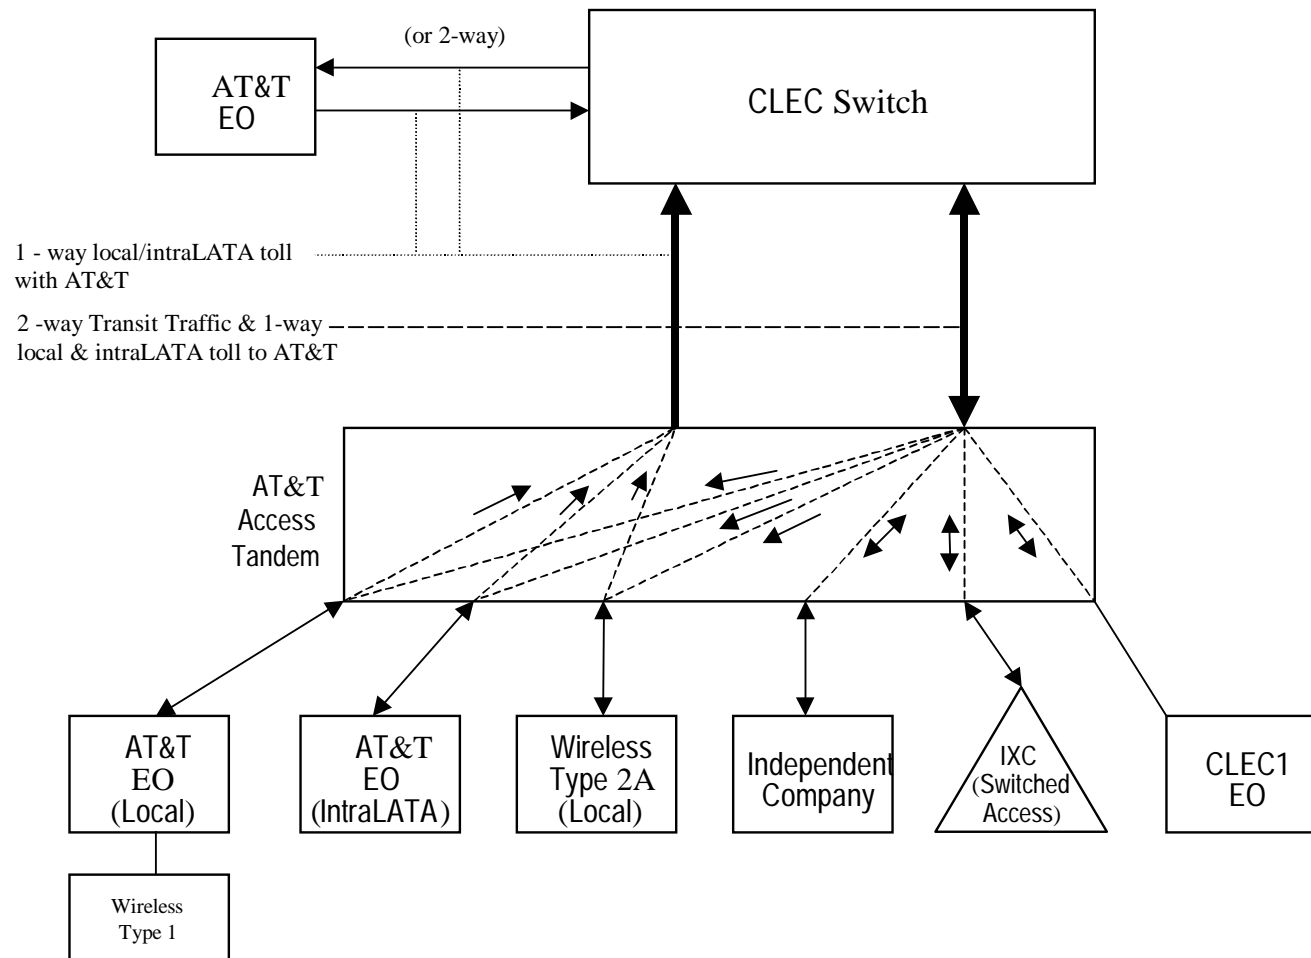 (or 2-way)
AT&T
EO
CLEC Switch
1 - way local/intraLATA toll
with AT&T
2 -way Transit Traffic & 1-way
local & intraLATA toll to AT&T
AT&T
Access
Tandem
AT&T
EO
(Local)
AT&T
EO
(IntraLATA)
Wireless
Type 2A
(Local)
Independent
Company
IXC
(Switched
Access)
CLEC1
EO
Wireless
Type 1